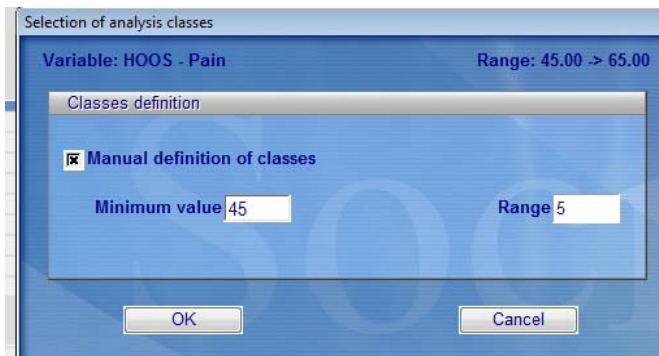 Selection of analysis classes
Variable: HOOS - Pain Range: 45.00 -> 65.00
Classes definition
Manual definition of classes
Minimum value 45 Range 5
OK Cancel